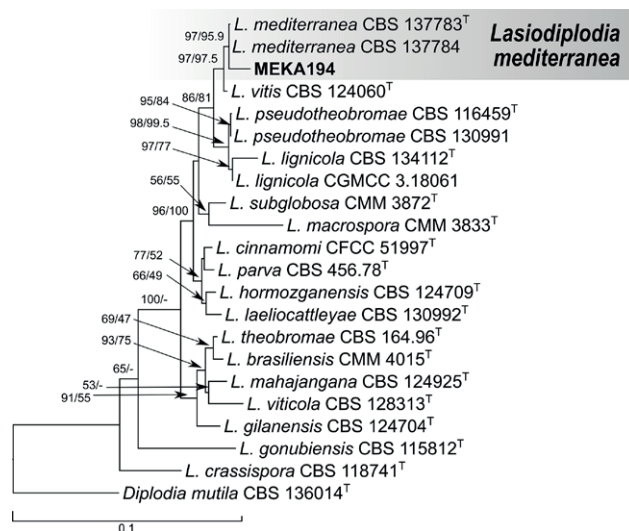 L. mediterranea CBS 137783ᵀ
Lasiodiplodia
97/95.9
L. mediterranea CBS 137784
mediterranea
97/97.5
MEKA194
86/81
L. vitis CBS 124060ᵀ
95/84
L. pseudotheobromae CBS 116459ᵀ
98/99.5
L. pseudotheobromae CBS 130991
97/77
L. lignicola CBS 134112ᵀ
L. lignicola CGMCC 3.18061
56/55
L. subglobosa CMM 3872ᵀ
96/100
L. macrospora CMM 3833ᵀ
L. cinnamomi CFCC 51997ᵀ
77/52
L. parva CBS 456.78ᵀ
66/49
L. hormozganensis CBS 124709ᵀ
100/-
L. laeliocattleyae CBS 130992ᵀ
69/47
L. theobromae CBS 164.96ᵀ
93/75
L. brasiliensis CMM 4015ᵀ
65/-
L. mahajangana CBS 124925ᵀ
53/-
91/55
L. viticola CBS 128313ᵀ
L. gilanensis CBS 124704ᵀ
L. gonubiensis CBS 115812ᵀ
L. crassispora CBS 118741ᵀ
Diplodia mutila CBS 136014ᵀ
0.1